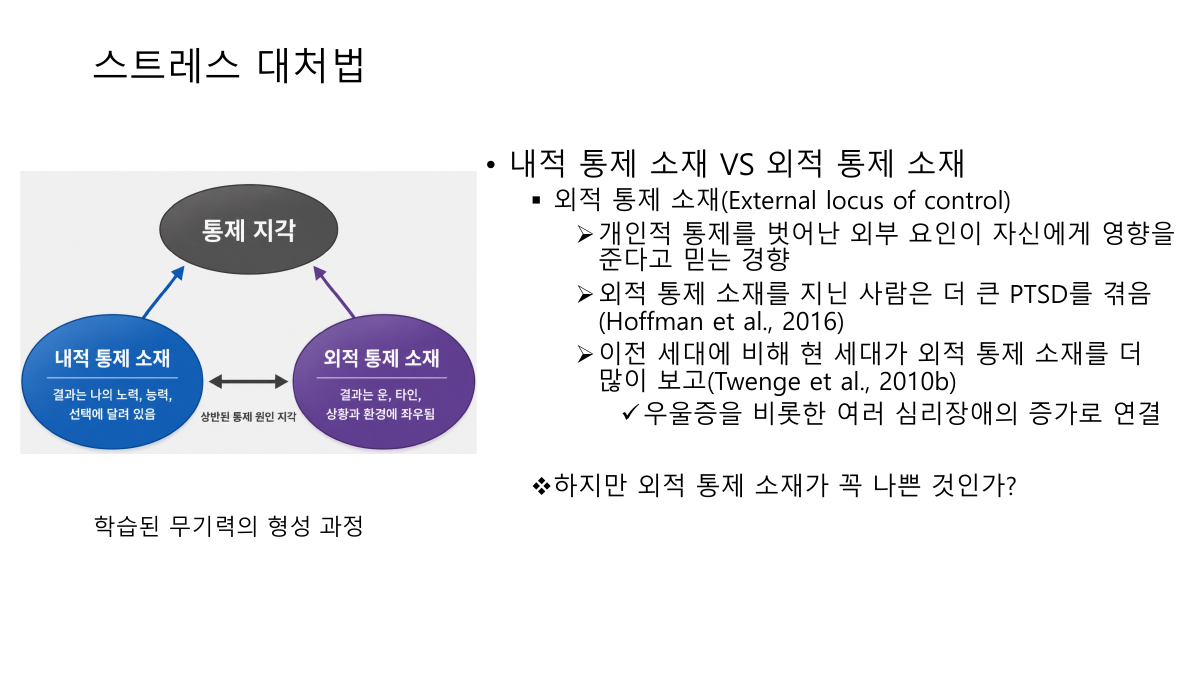 스트레스 대처법
통제 지각
내적 통제 소재
결과는 나의 노력, 능력,
선택에 달려 있음
상반된 통제 원인 지각
외적 통제 소재
결과는 운, 타인,
상황과 환경에 좌우됨
학습된 무기력의 형성 과정
• 내적 통제 소재 VS 외적 통제 소재
▪ 외적 통제 소재(External locus of control)
➢개인적 통제를 벗어난 외부 요인이 자신에게 영향을
준다고 믿는 경향
➢외적 통제 소재를 지닌 사람은 더 큰 PTSD를 겪음
(Hoffman et al., 2016)
➢이전 세대에 비해 현 세대가 외적 통제 소재를 더
많이 보고(Twenge et al., 2010b)
✓우울증을 비롯한 여러 심리장애의 증가로 연결
❖하지만 외적 통제 소재가 꼭 나쁜 것인가?